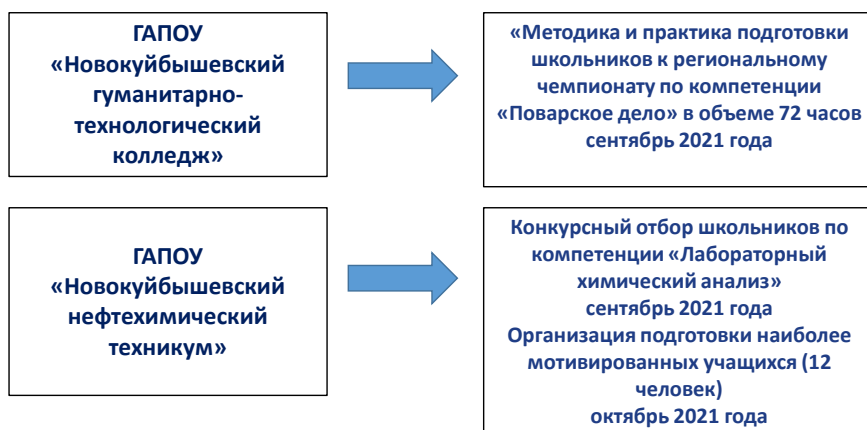 ГАПОУ
«Новокуйбышевский
гуманитарно-
технологический
колледж»
«Методика и практика подготовки
школьников к региональному
чемпионату по компетенции
«Поварское дело» в объеме 72 часов
сентябрь 2021 года
ГАПОУ
«Новокуйбышевский
нефтехимический
техникум»
Конкурсный отбор школьников по
компетенции «Лабораторный
химический анализ»
сентябрь 2021 года
Организация подготовки наиболее
мотивированных учащихся (12
человек)
октябрь 2021 года